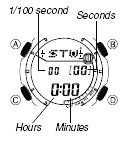 1/100 second
Seconds
A
B
STW
00 00
0:00
C
D
Hours
Minutes